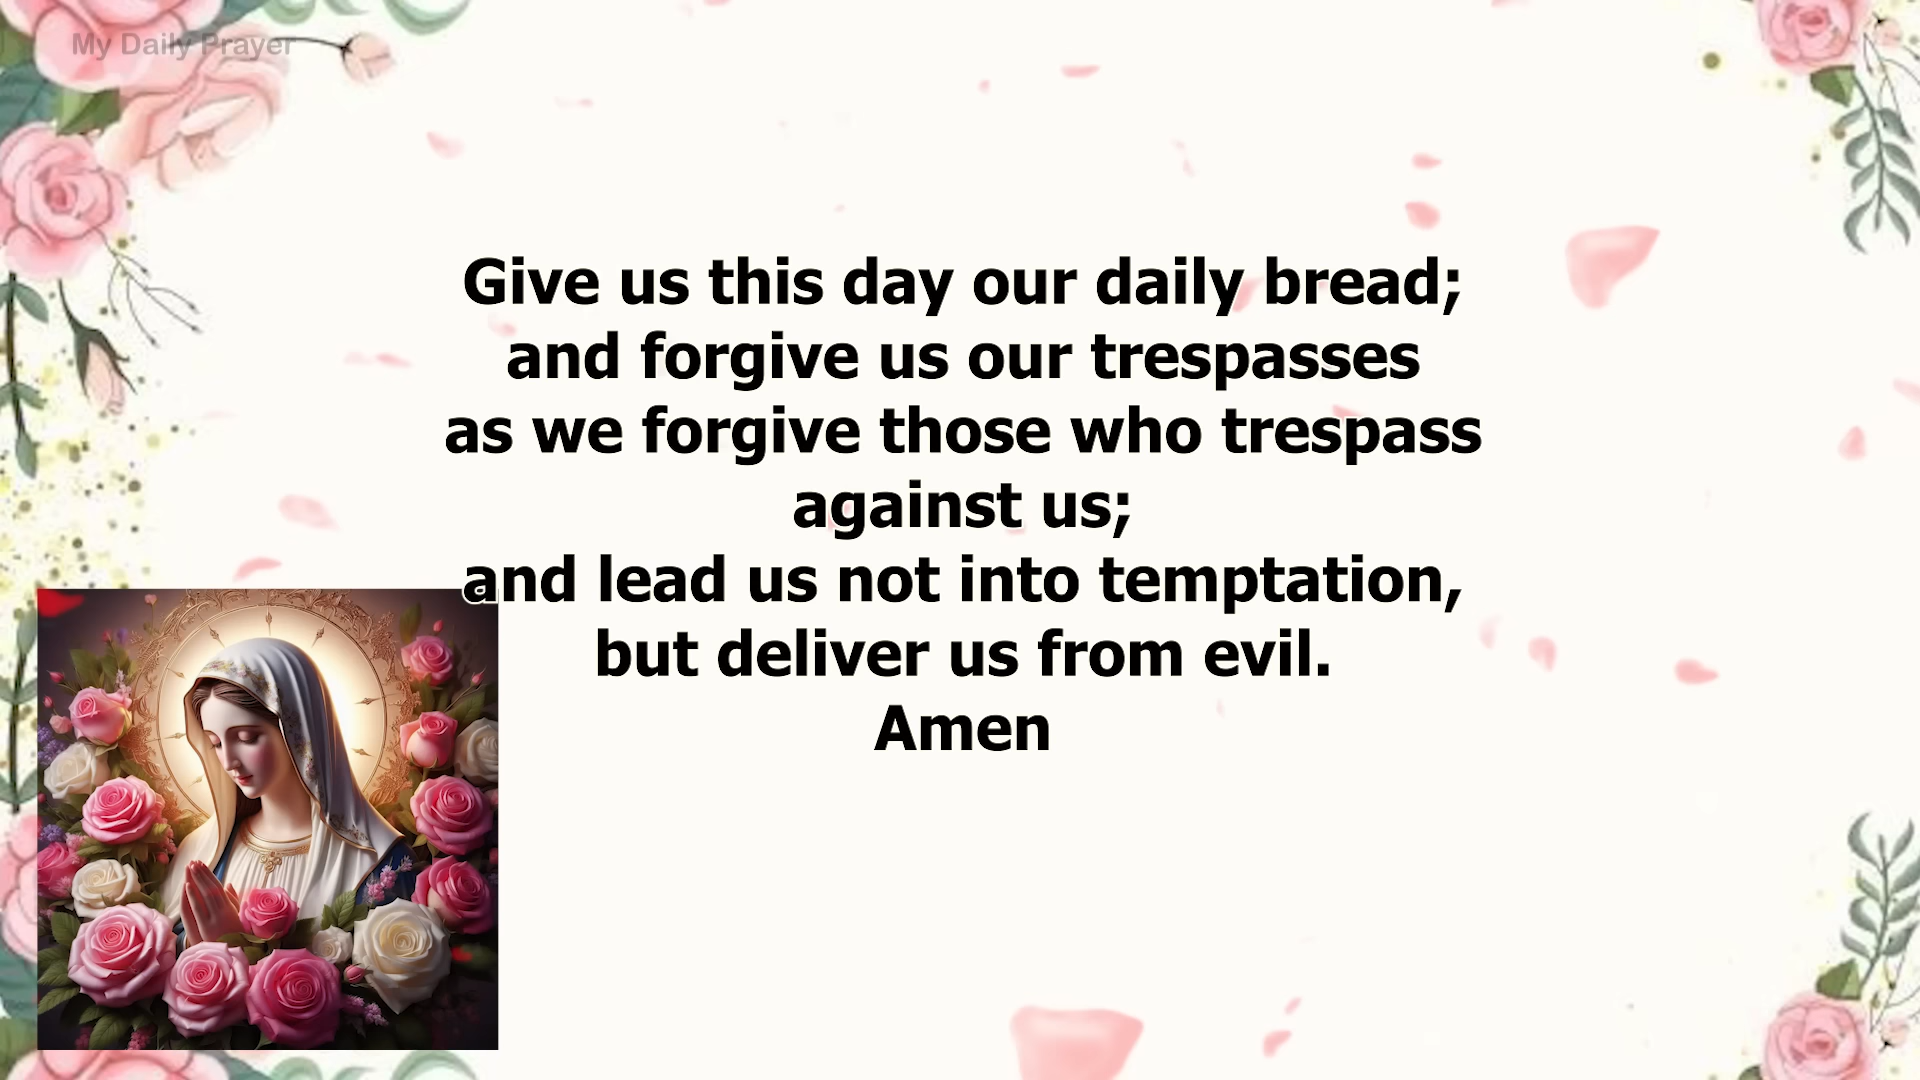 My Daily Prayer
Give us this day our daily bread;
and forgive us our trespasses
as we forgive those who trespass
against us;
and lead us not into temptation,
but deliver us from evil.
Amen